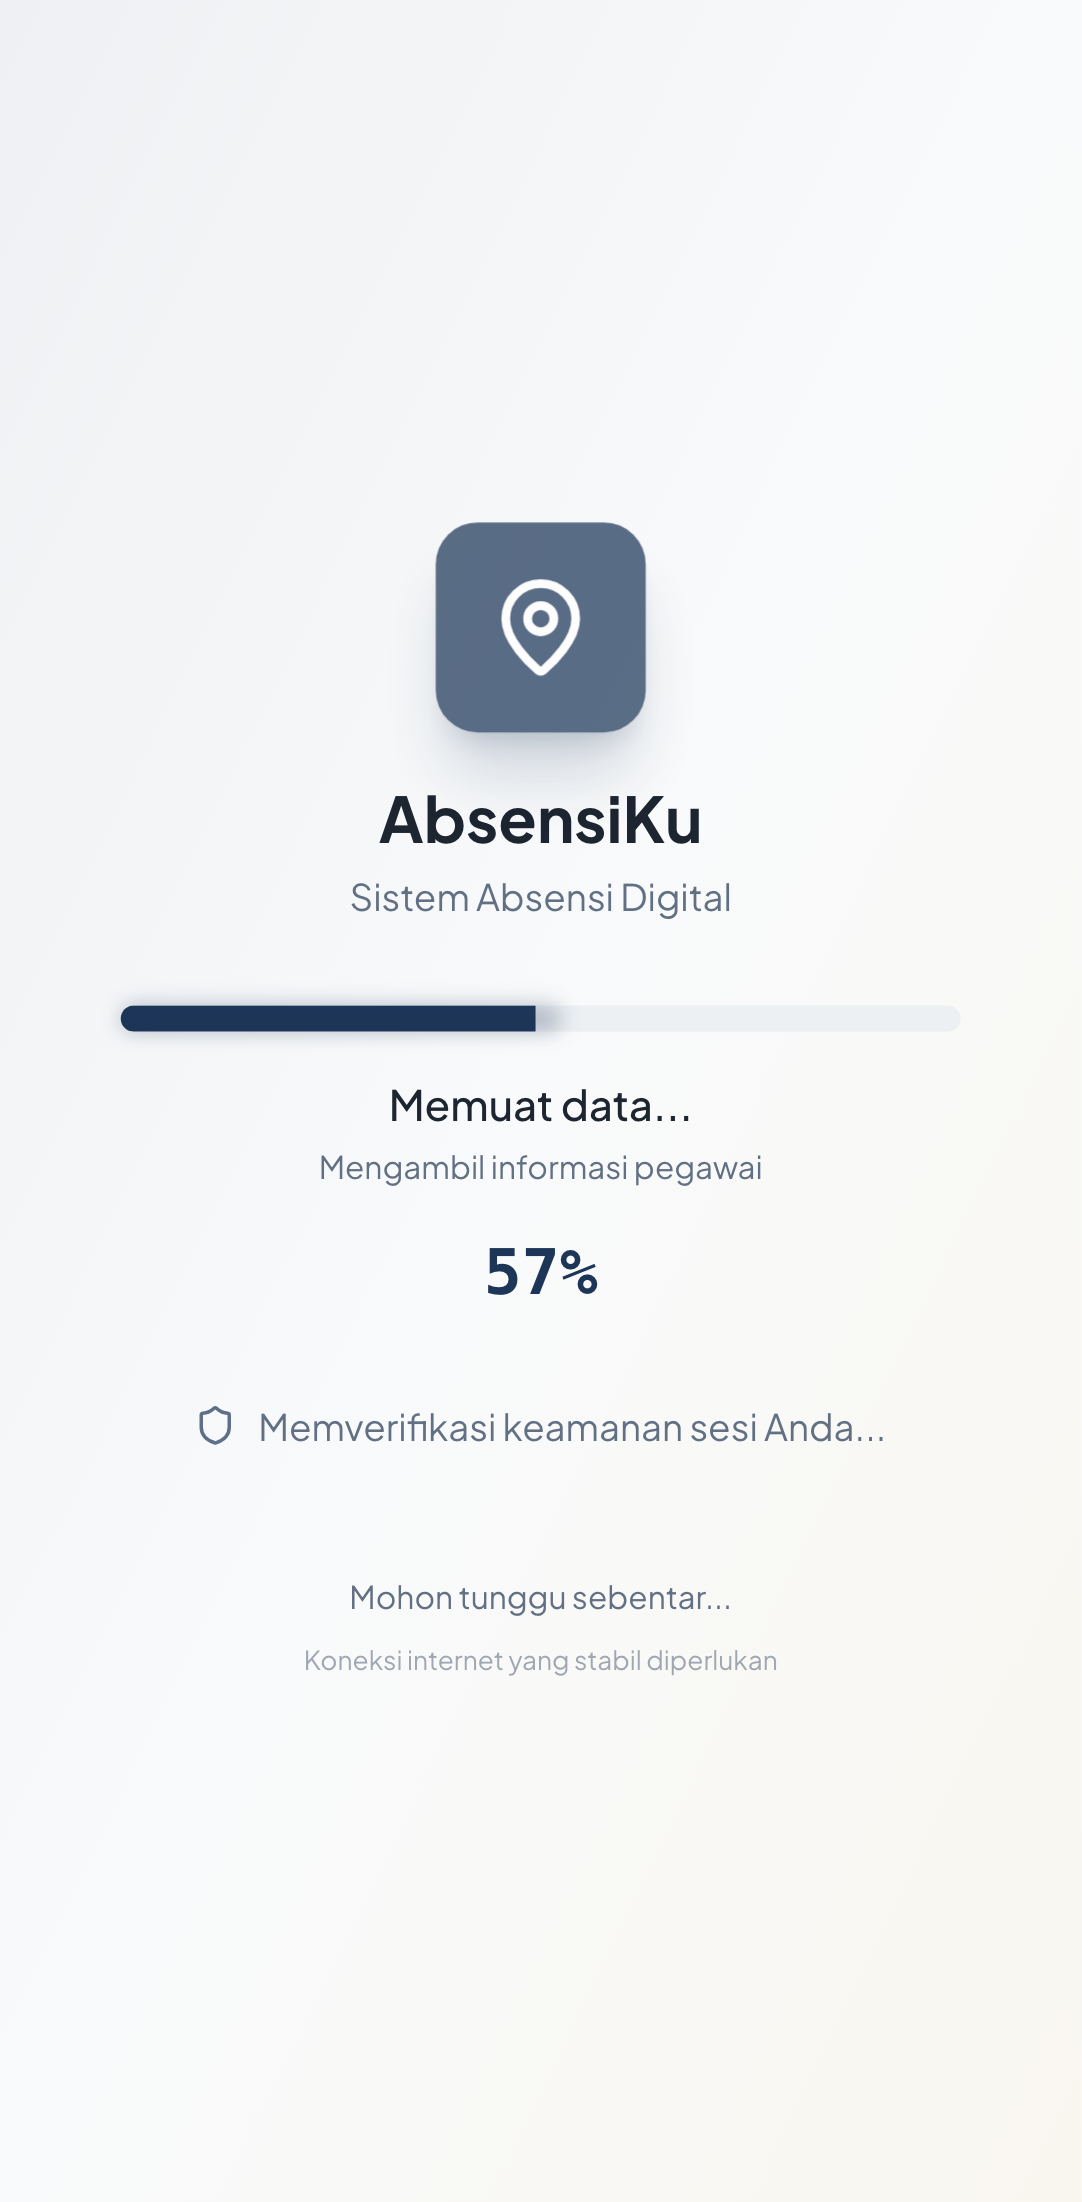 AbsensiKu
Sistem Absensi Digital
Memuat data...
Mengambil informasi pegawai
57%
Memverifikasi keamanan sesi Anda...
Mohon tunggu sebentar...
Koneksi internet yang stabil diperlukan